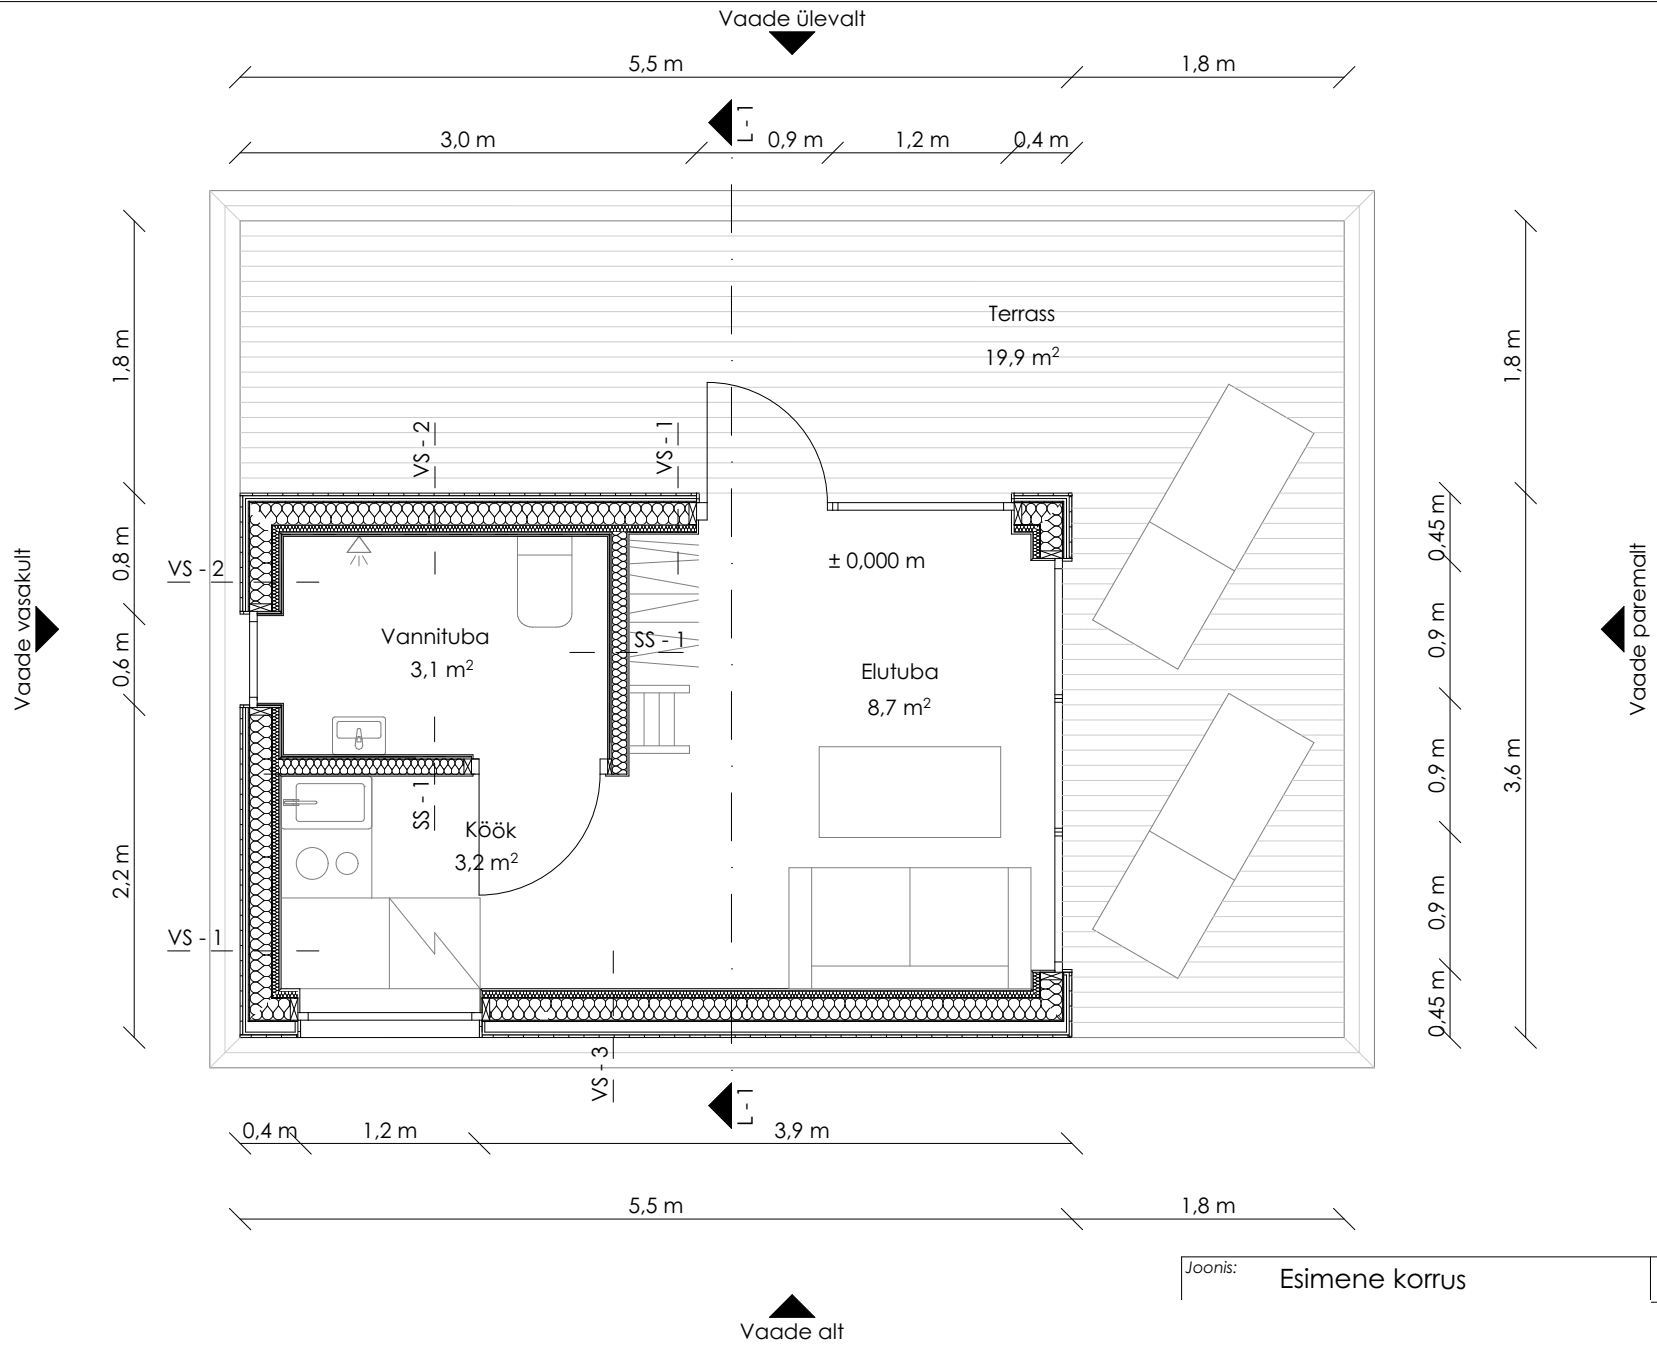 Vaade ülevalt
5,5 m
1,8 m
L - 1
3,0 m
0,9 m
1,2 m
0,4 m
Terrass
19,9 m²
1,8 m
1,8 m
VS - 2
VS - 1
0,8 m
0,45 m
VS - 2
± 0,000 m
Vaade vasakult
Vaade paremalt
Vannituba
3,1 m²
SS - 1
0,6 m
0,9 m
Elutuba
8,7 m²
0,9 m
3,6 m
SS - 1
Köök
3,2 m²
2,2 m
0,9 m
VS - 1
0,45 m
VS - 3
L - 1
0,4 m
1,2 m
3,9 m
5,5 m
1,8 m
Joonis:
Esimene korrus
Vaade alt